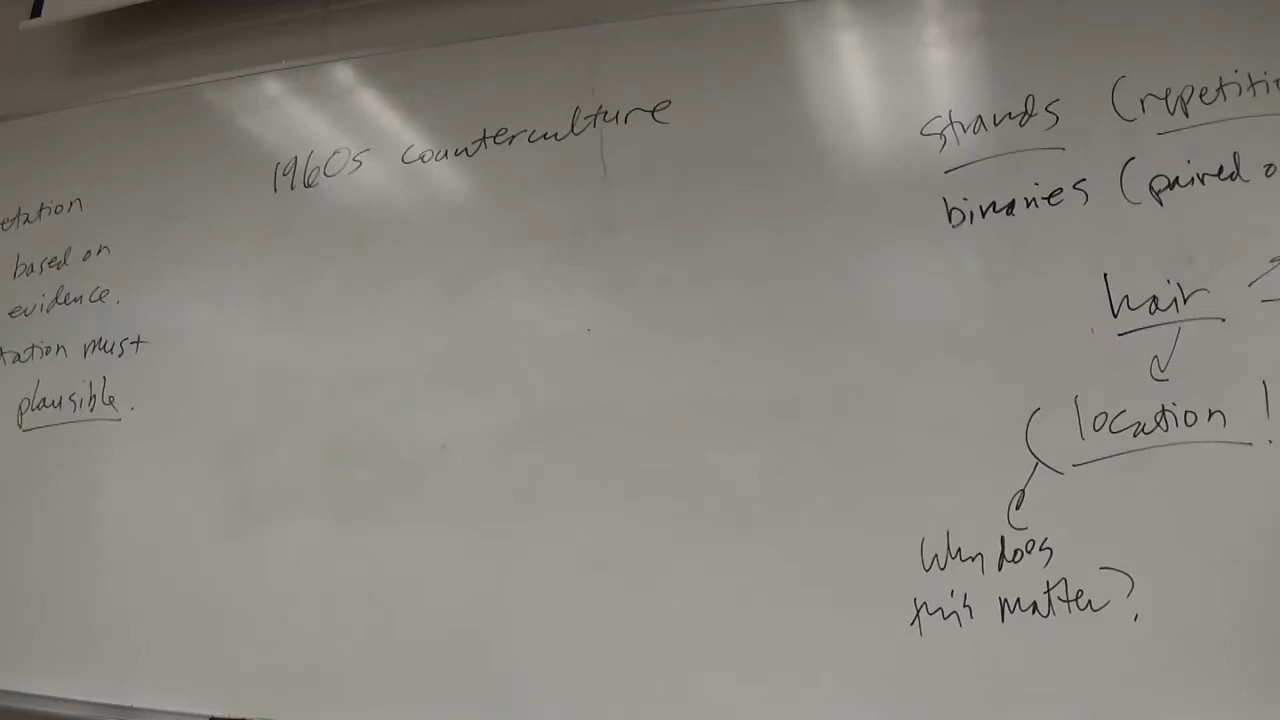 1960s counterculture
etation
based on
evidence.
tation must
plausible.
strands (repetiti
binaries (paired o
hair
(location!
Why does
this matter?